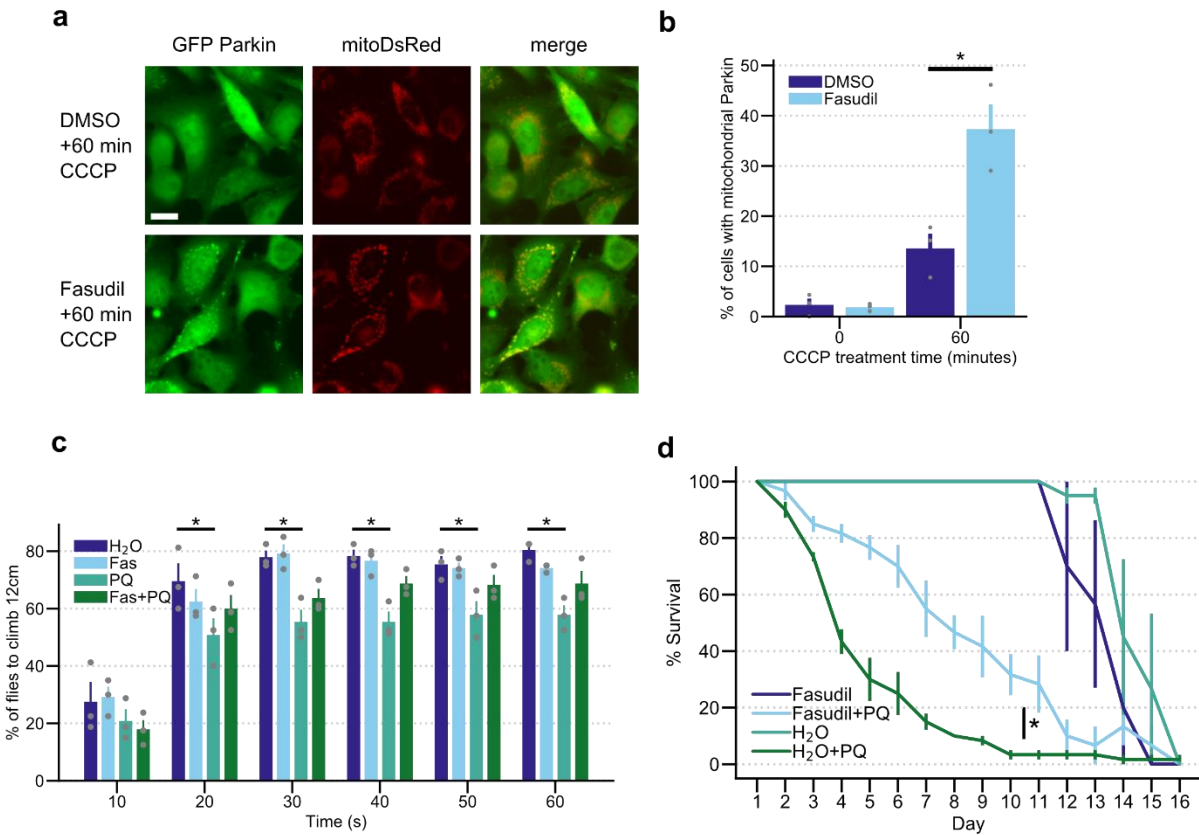 a
GFP Parkin mitoDsRed merge
DMSO
+60 min
CCCP
Fasudil
+60 min
CCCP
b
% of cells with mitochondrial Parkin
50
40
30
20
10
0
*
DMSO
Fasudil
0 60
CCCP treatment time (minutes)
c
% of flies to climb 12cm
80
60
40
20
0
H₂O
Fas
PQ
Fas+PQ
* * * * *
10 20 30 40 50 60
Time (s)
d
% Survival
100
80
60
40
20
0
Fasudil
Fasudil+PQ
H₂O
H₂O+PQ
*
1 2 3 4 5 6 7 8 9 10 11 12 13 14 15 16
Day